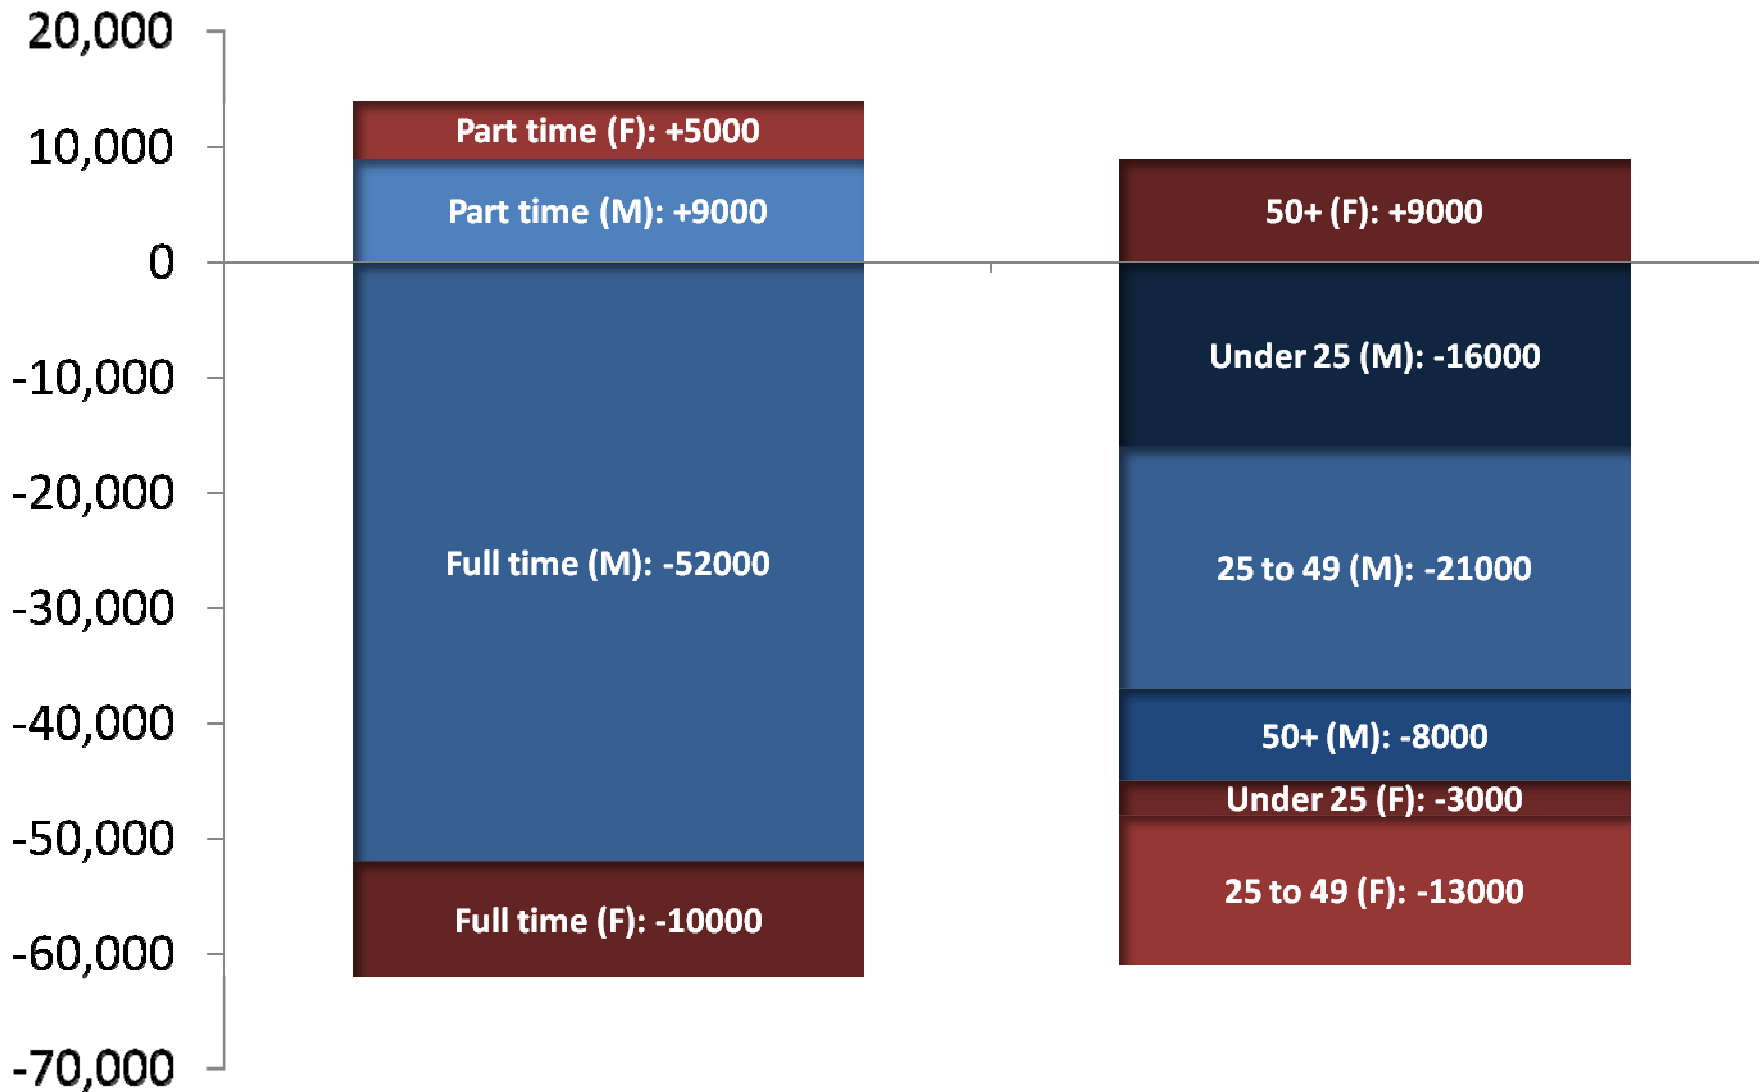 20,000
10,000
0
-10,000
-20,000
-30,000
-40,000
-50,000
-60,000
-70,000
Part time (F): +5000
Part time (M): +9000
Full time (M): -52000
Full time (F): -10000
50+ (F): +9000
Under 25 (M): -16000
25 to 49 (M): -21000
50+ (M): -8000
Under 25 (F): -3000
25 to 49 (F): -13000